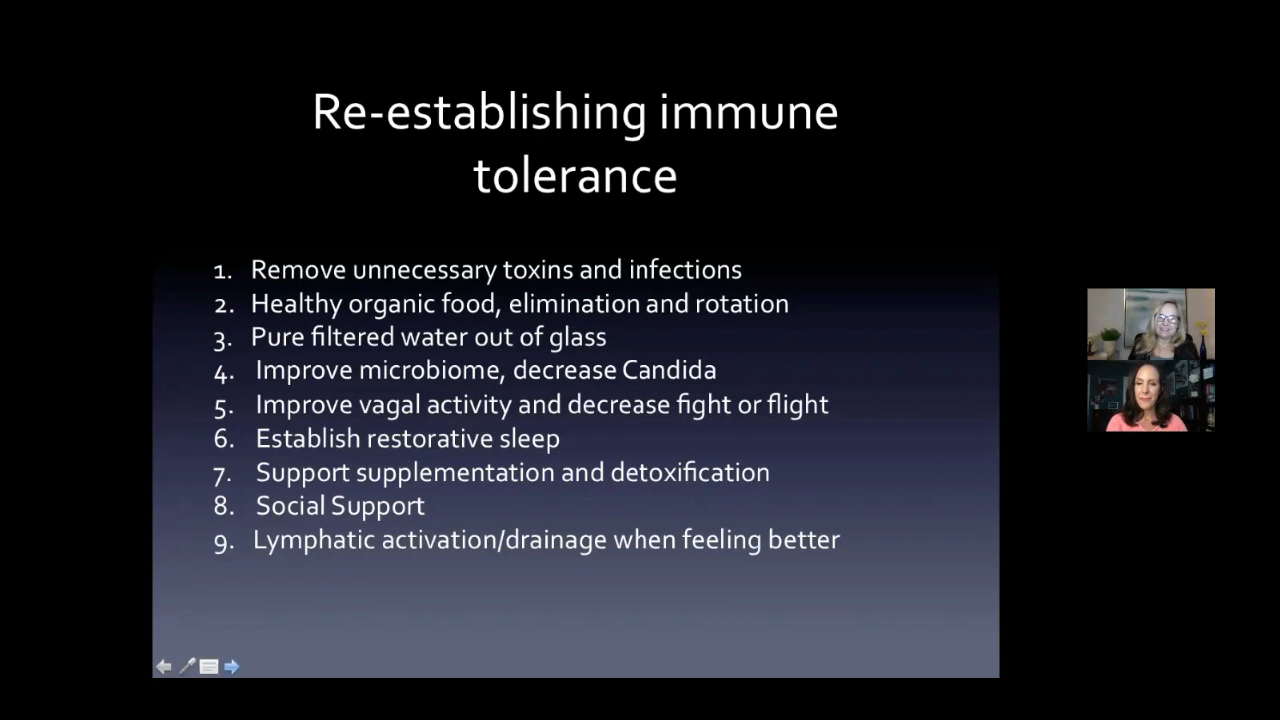 Re-establishing immune
tolerance
1. Remove unnecessary toxins and infections
2. Healthy organic food, elimination and rotation
3. Pure filtered water out of glass
4. Improve microbiome, decrease Candida
5. Improve vagal activity and decrease fight or flight
6. Establish restorative sleep
7. Support supplementation and detoxification
8. Social Support
9. Lymphatic activation/drainage when feeling better